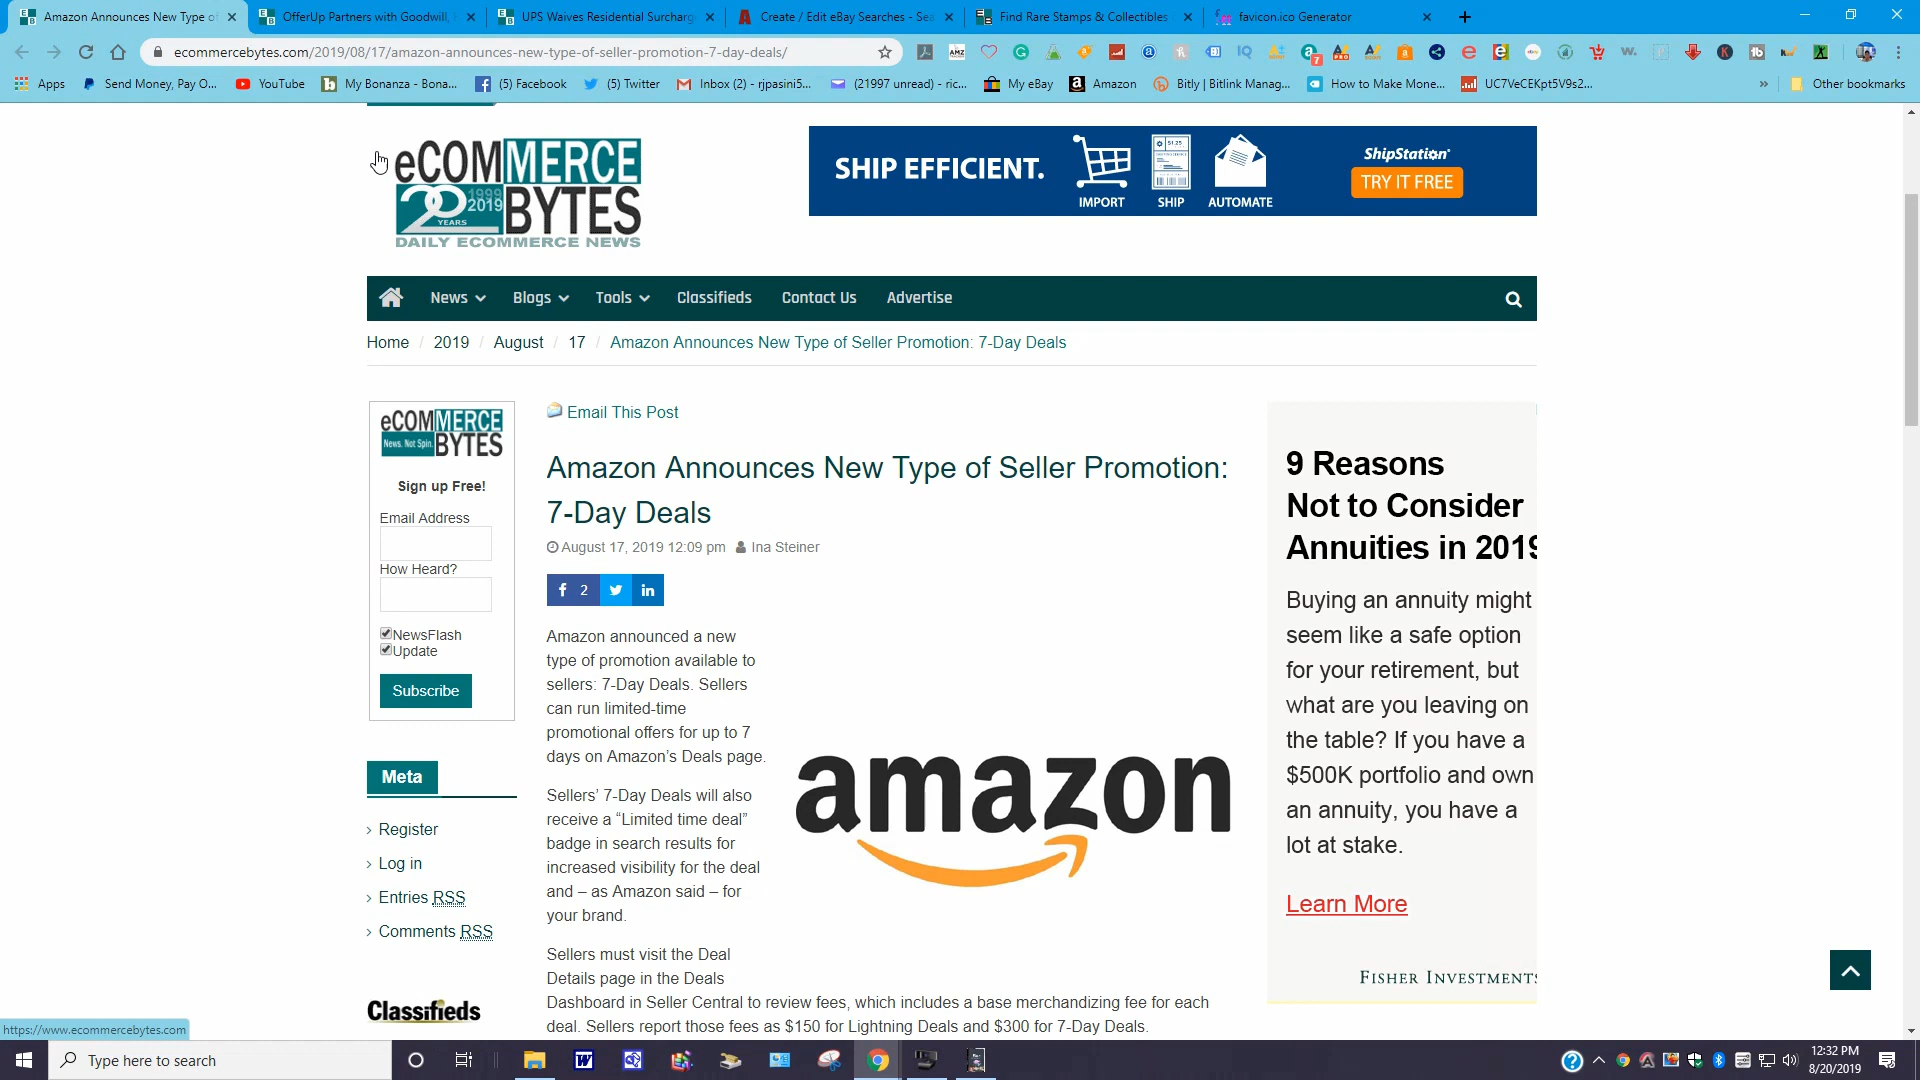 Amazon Announces New Type of
OfferUp Partners with Goodwill,
UPS Waives Residential Surcharg
Create / Edit eBay Searches - Sea
Find Rare Stamps & Collectibles
favicon.ico Generator
ecommercebytes.com/2019/08/17/amazon-announces-new-type-of-seller-promotion-7-day-deals/
Apps
Send Money, Pay O...
YouTube
My Bonanza - Bona...
(5) Facebook
(5) Twitter
Inbox (2) - rjpasini5...
(21997 unread) - ric...
My eBay
Amazon
Bitly | Bitlink Manag...
How to Make Mone...
UC7VeCEKpt5V9s2...
»
Other bookmarks
eCOMMERCE
20 1999 2019 BYTES
YEARS
DAILY ECOMMERCE NEWS
SHIP EFFICIENT.
$1.25
IMPORT
SHIP
AUTOMATE
ShipStation
TRY IT FREE
News
Blogs
Tools
Classifieds
Contact Us
Advertise
Home / 2019 / August / 17 / Amazon Announces New Type of Seller Promotion: 7-Day Deals
eCOMMERCE
News. Not Spin. BYTES
Sign up Free!
Email Address
How Heard?
NewsFlash
Update
Subscribe
Meta
Register
Log in
Entries RSS
Comments RSS
Classifieds
Email This Post
Amazon Announces New Type of Seller Promotion:
7-Day Deals
August 17, 2019 12:09 pm Ina Steiner
f 2
in
Amazon announced a new
type of promotion available to
sellers: 7-Day Deals. Sellers
can run limited-time
promotional offers for up to 7
days on Amazon’s Deals page.
Sellers’ 7-Day Deals will also
receive a “Limited time deal”
badge in search results for
increased visibility for the deal
and – as Amazon said – for
your brand.
Sellers must visit the Deal
Details page in the Deals
Dashboard in Seller Central to review fees, which includes a base merchandizing fee for each
deal. Sellers report those fees as $150 for Lightning Deals and $300 for 7-Day Deals.
amazon
9 Reasons
Not to Consider
Annuities in 2019
Buying an annuity might
seem like a safe option
for your retirement, but
what are you leaving on
the table? If you have a
$500K portfolio and own
an annuity, you have a
lot at stake.
Learn More
FISHER INVESTMENTS
https://www.ecommercebytes.com
Type here to search
12:32 PM
8/20/2019